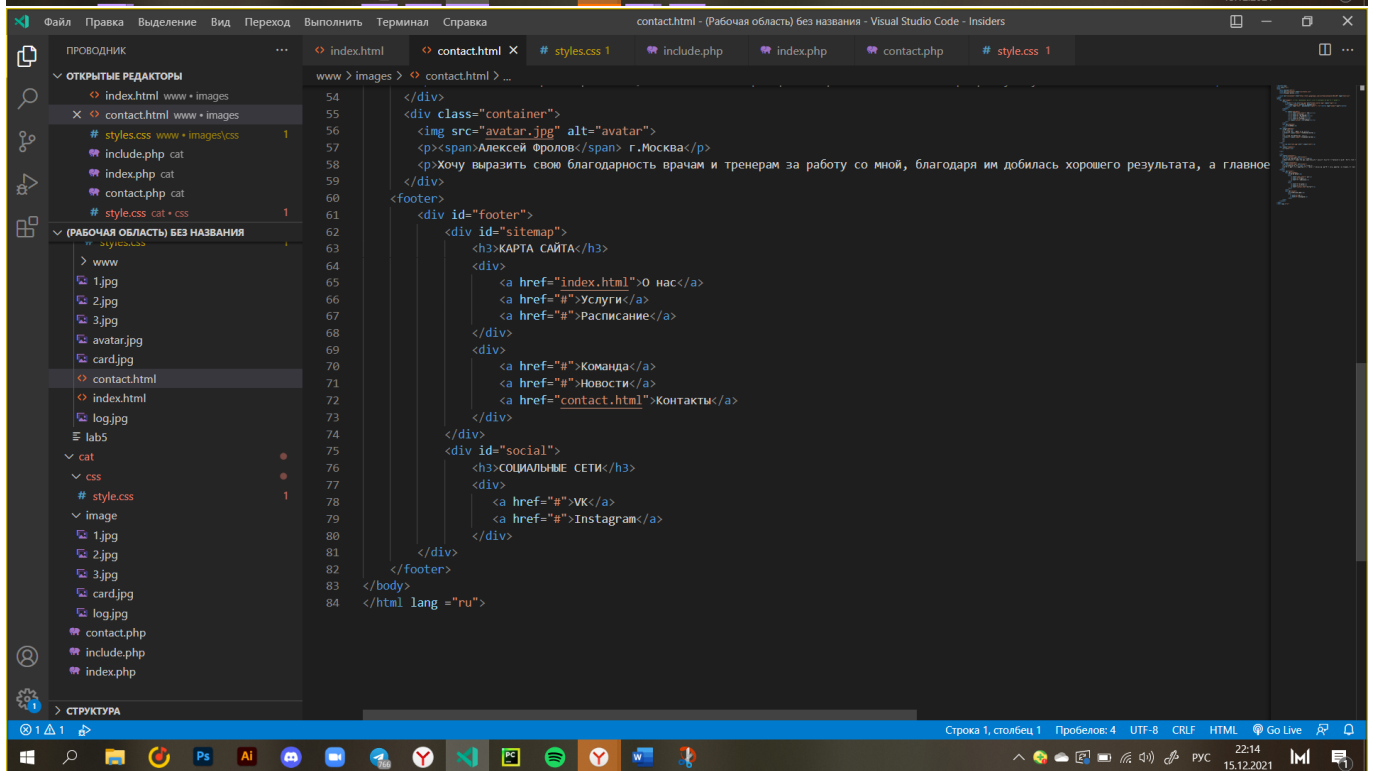 Файл Правка Выделение Вид Переход Выполнить Терминал Справка
contact.html - (Рабочая область) без названия - Visual Studio Code - Insiders
ПРОВОДНИК ...
ОТКРЫТЫЕ РЕДАКТОРЫ
index.html www • images
contact.html www • images
# styles.css www • images\css 1
include.php cat
index.php cat
contact.php cat
# style.css cat • css 1
(РАБОЧАЯ ОБЛАСТЬ) БЕЗ НАЗВАНИЯ
# styles.css 1
www
1.jpg
2.jpg
3.jpg
avatar.jpg
card.jpg
contact.html
index.html
log.jpg
lab5
cat
css
# style.css 1
image
1.jpg
2.jpg
3.jpg
card.jpg
log.jpg
contact.php
include.php
index.php
СТРУКТУРА
1
<> index.html <> contact.html # styles.css 1 include.php index.php contact.php # style.css 1 ...
www > images > <> contact.html > ...
54 </div>
55 <div class="container">
56 <img src="avatar.jpg" alt="avatar">
57 <p><span>Алексей Фролов</span> г.Москва</p>
58 <p>Хочу выразить свою благодарность врачам и тренерам за работу со мной, благодаря им добилась хорошего результата, а главное
59 </div>
60 <footer>
61 <div id="footer">
62 <div id="sitemap">
63 <h3>КАРТА САЙТА</h3>
64 <div>
65 <a href="index.html">О нас</a>
66 <a href="#">Услуги</a>
67 <a href="#">Расписание</a>
68 </div>
69 <div>
70 <a href="#">Команда</a>
71 <a href="#">Новости</a>
72 <a href="contact.html">Контакты</a>
73 </div>
74 </div>
75 <div id="social">
76 <h3>СОЦИАЛЬНЫЕ СЕТИ</h3>
77 <div>
78 <a href="#">VK</a>
79 <a href="#">Instagram</a>
80 </div>
81 </div>
82 </footer>
83 </body>
84 </html lang ="ru">
1 1
Строка 1, столбец 1 Пробелов: 4 UTF-8 CRLF HTML Go Live
Ps Ai 766 Y PC Y W
РУС
22:14
15.12.2021
1